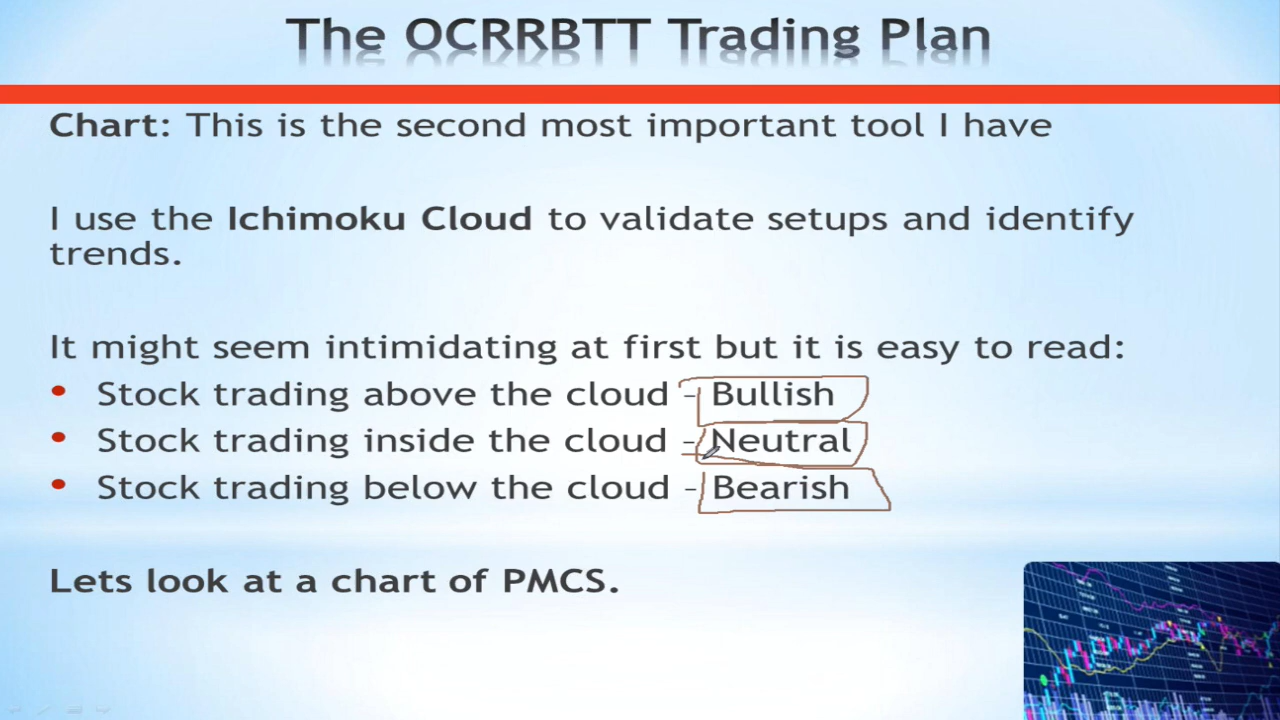 The OCRRBTT Trading Plan
Chart: This is the second most important tool I have
I use the Ichimoku Cloud to validate setups and identify
trends.
It might seem intimidating at first but it is easy to read:
• Stock trading above the cloud - Bullish
• Stock trading inside the cloud - Neutral
• Stock trading below the cloud - Bearish
Lets look at a chart of PMCS.